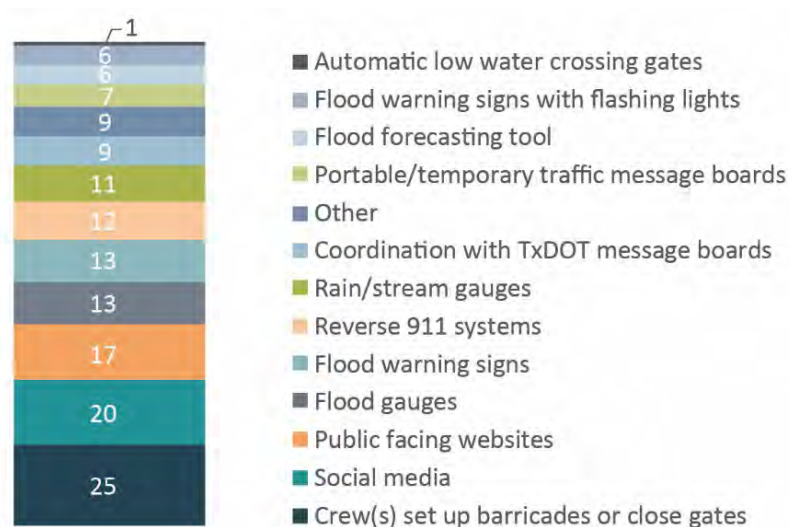 1
6
6
7
9
9
11
12
13
13
17
20
25
Automatic low water crossing gates
Flood warning signs with flashing lights
Flood forecasting tool
Portable/temporary traffic message boards
Other
Coordination with TxDOT message boards
Rain/stream gauges
Reverse 911 systems
Flood warning signs
Flood gauges
Public facing websites
Social media
Crew(s) set up barricades or close gates